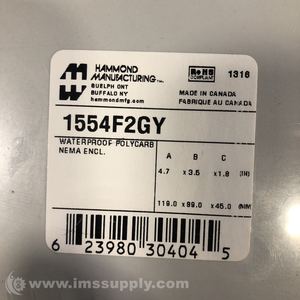 HAMMOND
MANUFACTURING™
GUELPH ONT
BUFFALO NY
hammondmfg.com
RoHS
COMPLIANT
1316
MADE IN CANADA
FABRIQUE AU CANADA
1554F2GY
WATERPROOF POLYCARB
NEMA ENCL.
A B C
4.7 x3.5 x1.8 (IN)
119.0 x89.0 x45.0 (MM)
6 23980 30404 5
© www.imssupply.com